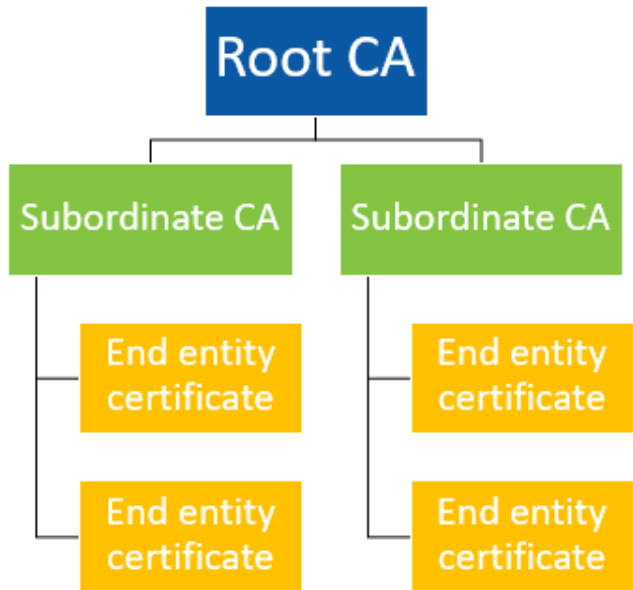 Root CA
Subordinate CA
Subordinate CA
End entity
certificate
End entity
certificate
End entity
certificate
End entity
certificate